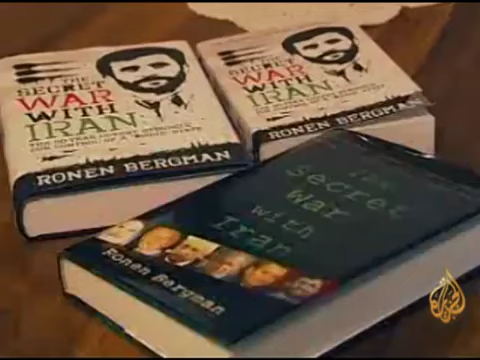 THE
SECRET
WAR
WITH
IRAN
RONEN BERGMAN
THE
SECRET
WAR
WITH
IRAN
RONEN BERGMAN
The
Secret
War
with
Iran
Ronen Bergman